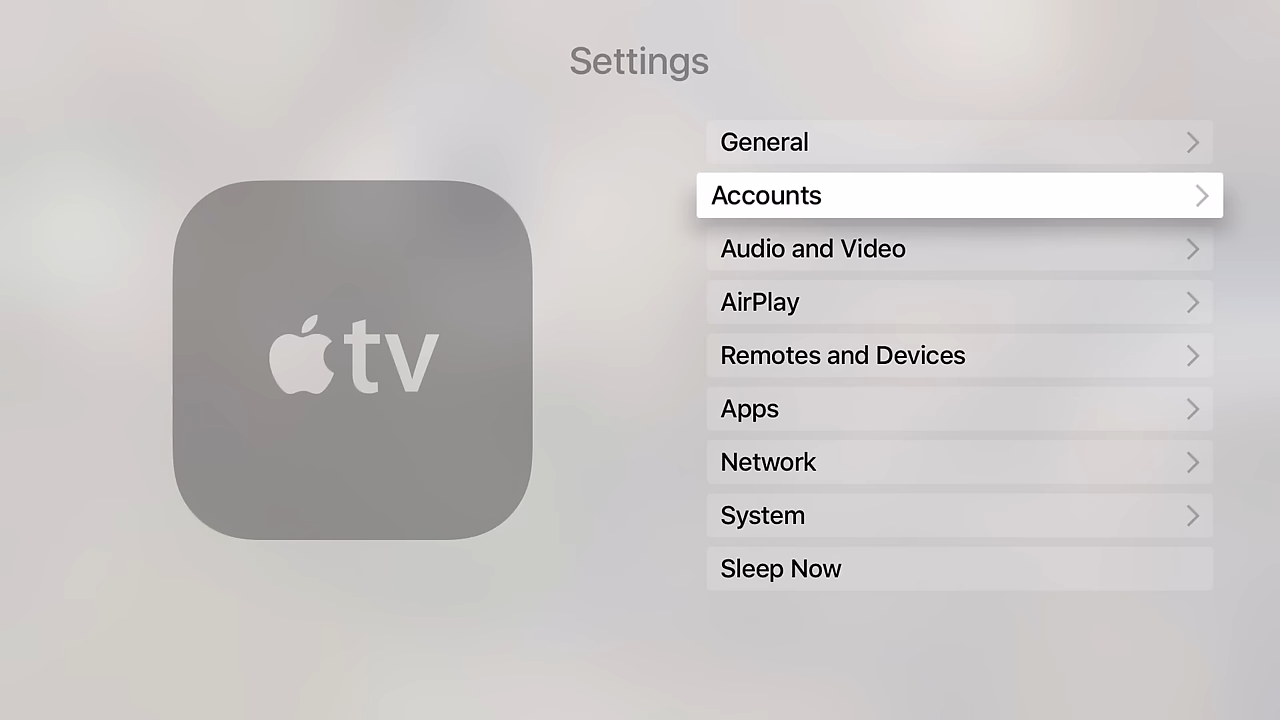 Settings
General
Accounts
Audio and Video
AirPlay
Remotes and Devices
Apps
Network
System
Sleep Now
tv